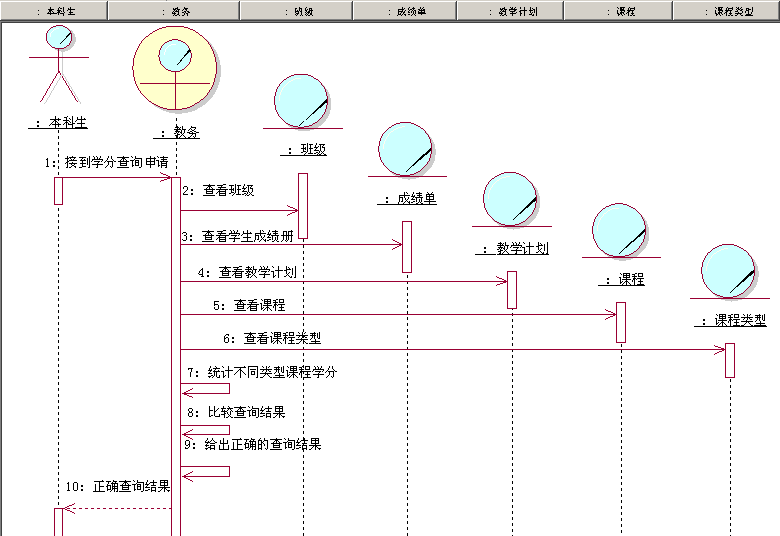 : 本科生
: 教务
: 班级
: 成绩单
: 教学计划
: 课程
: 课程类型
: 本科生
: 教务
: 班级
: 成绩单
: 教学计划
: 课程
: 课程类型
1: 接到学分查询申请
2: 查看班级
3: 查看学生成绩册
4: 查看教学计划
5: 查看课程
6: 查看课程类型
7: 统计不同类型课程学分
8: 比较查询结果
9: 给出正确的查询结果
10: 正确查询结果